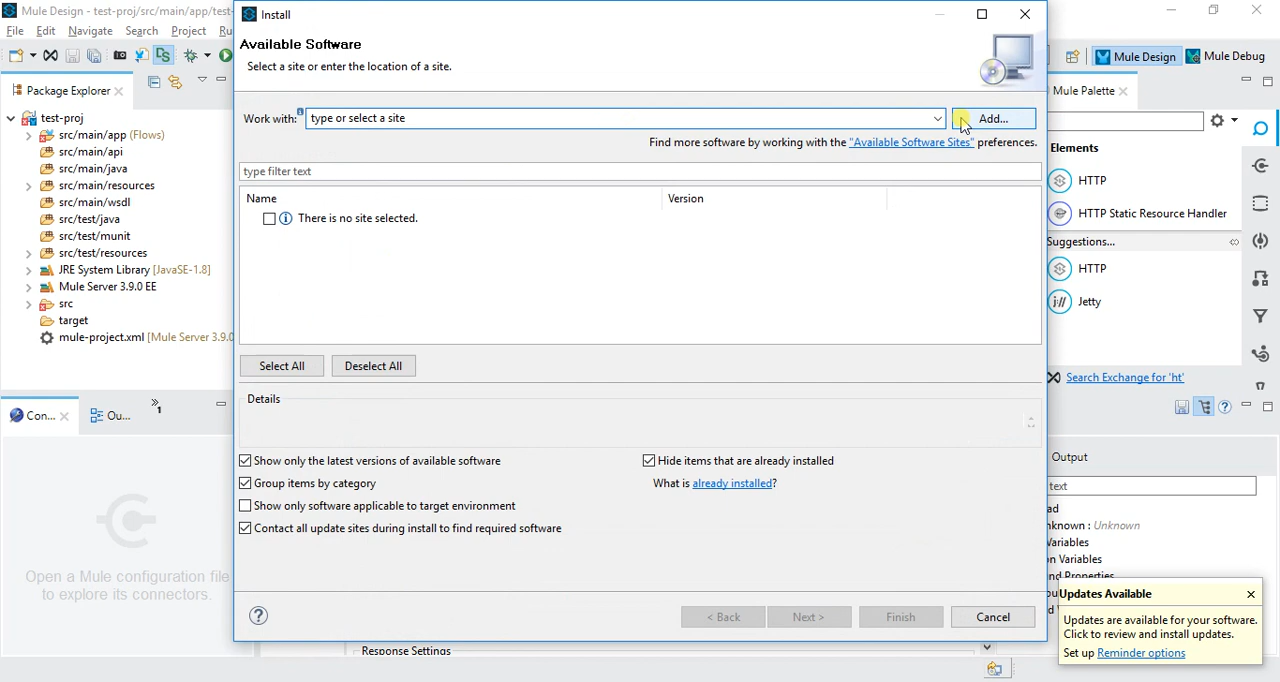 Mule Design - test-proj/src/main/app/test-
File Edit Navigate Search Project Ru
Package Explorer
test-proj
src/main/app (Flows)
src/main/api
src/main/java
src/main/resources
src/main/wsdl
src/test/java
src/test/munit
src/test/resources
JRE System Library [JavaSE-1.8]
Mule Server 3.9.0 EE
src
target
mule-project.xml [Mule Server 3.9.0
Con...
Ou...
1
Open a Mule configuration file
to explore its connectors.
Install
Available Software
Select a site or enter the location of a site.
Work with: type or select a site Add...
Find more software by working with the "Available Software Sites" preferences.
type filter text
Name Version
There is no site selected.
Select All Deselect All
Details
Show only the latest versions of available software
Hide items that are already installed
Group items by category
What is already installed?
Show only software applicable to target environment
Contact all update sites during install to find required software
< Back Next > Finish Cancel
Response Settings
Mule Design Mule Debug
Mule Palette
Elements
HTTP
HTTP Static Resource Handler
Suggestions...
HTTP
Jetty
Search Exchange for 'ht'
Output
text
ad
nknown : Unknown
Variables
on Variables
nd Properties
Updates Available
Updates are available for your software.
Click to review and install updates.
Set up Reminder options